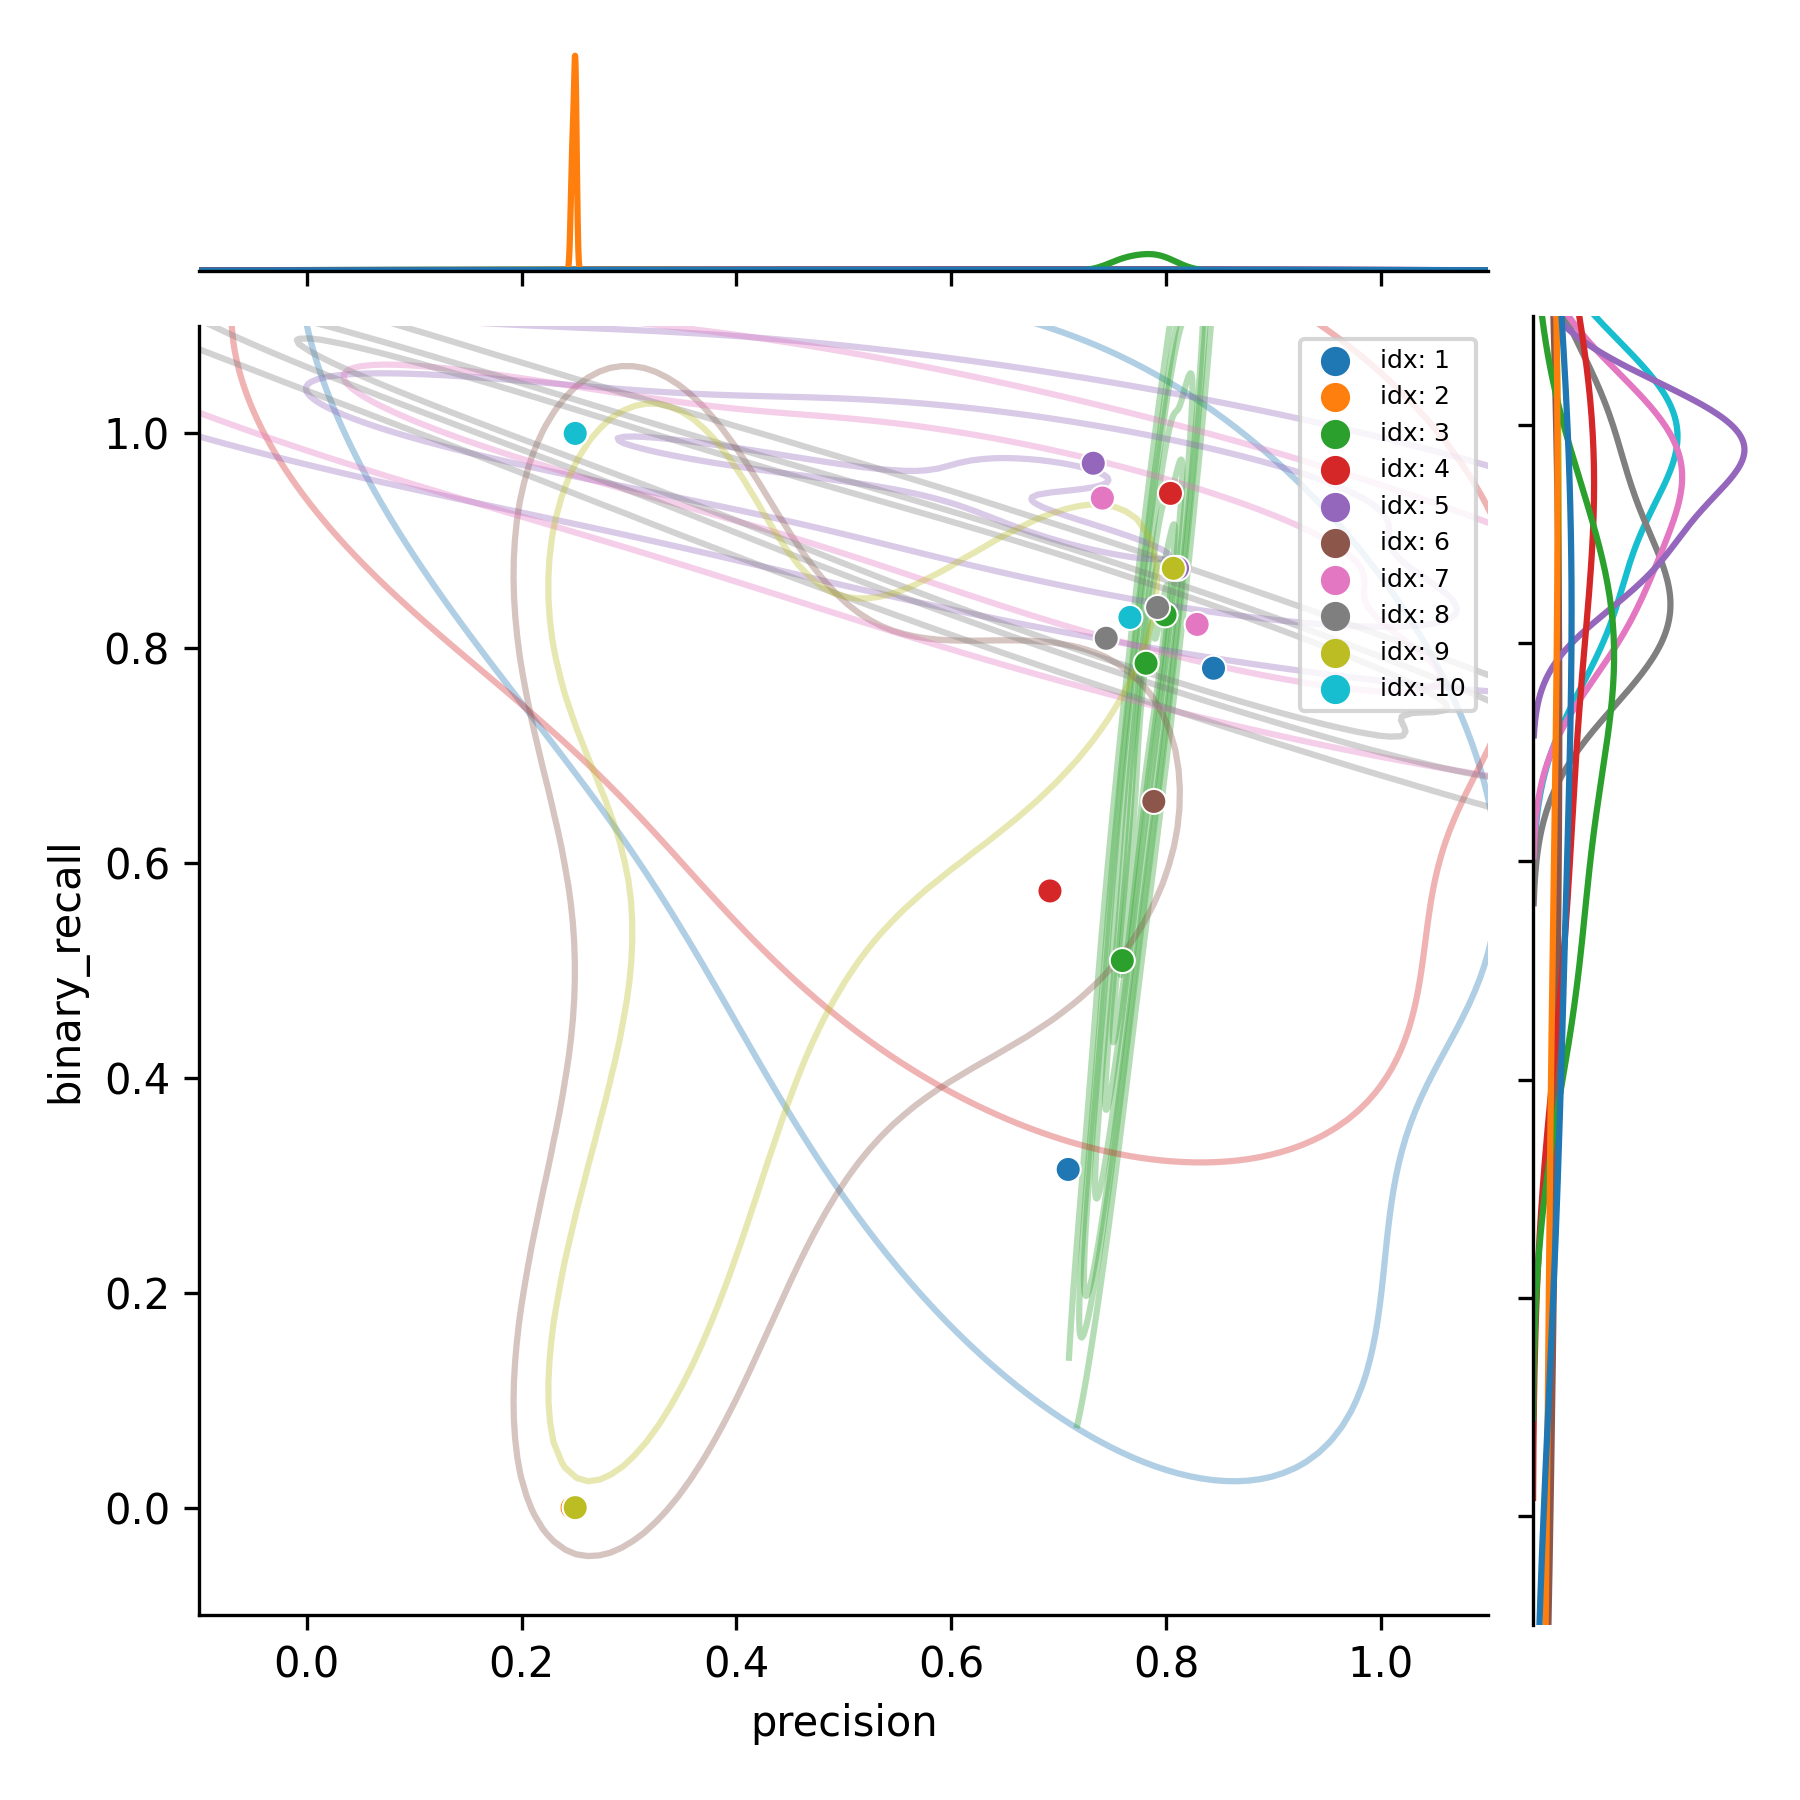 idx: 1
idx: 2
idx: 3
idx: 4
idx: 5
idx: 6
idx: 7
idx: 8
idx: 9
idx: 10
1.0
0.8
0.6
0.4
0.2
0.0
binary_recall
0.0 0.2 0.4 0.6 0.8 1.0
precision